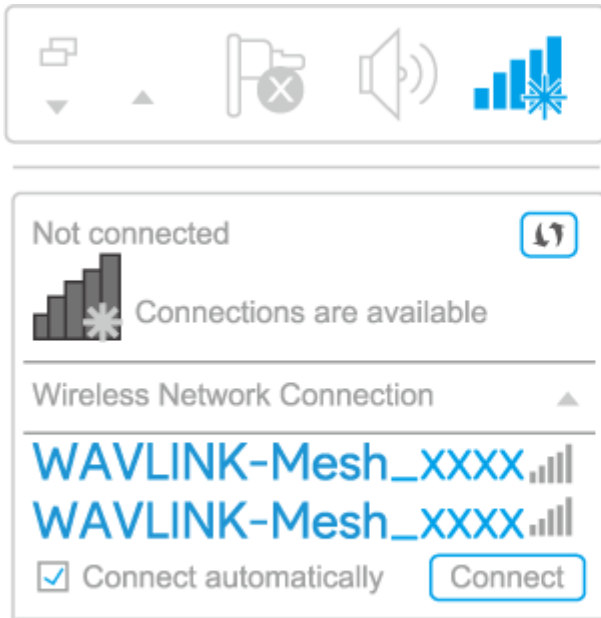 Not connected
Connections are available
Wireless Network Connection
WAVLINK-Mesh_xxxx
WAVLINK-Mesh_xxxx
Connect automatically Connect